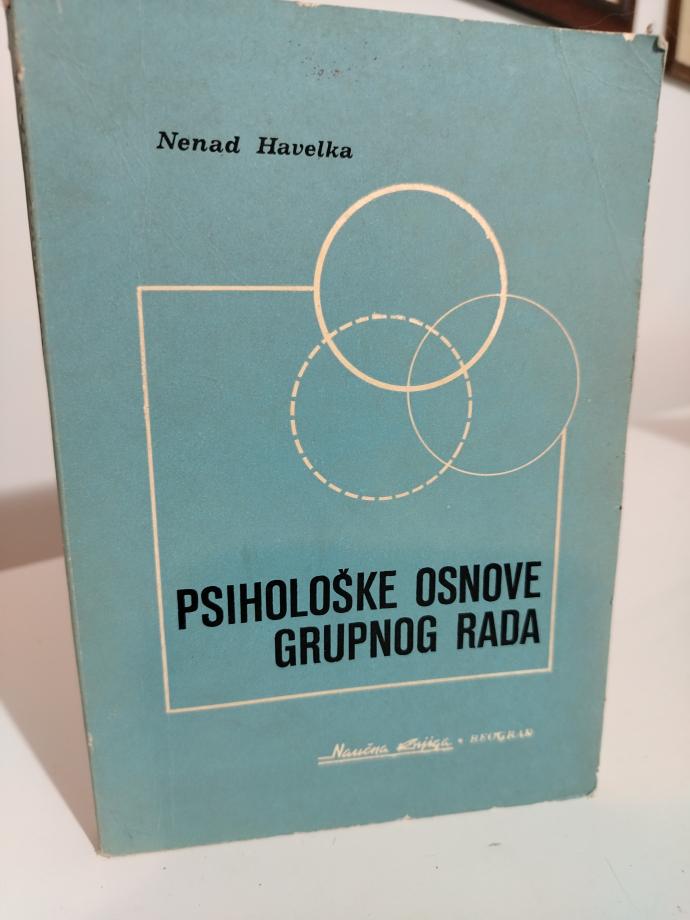 Nenad Havelka
PSIHOLOŠKE OSNOVE
GRUPNOG RADA
Naučna knjiga • BEOGRAD